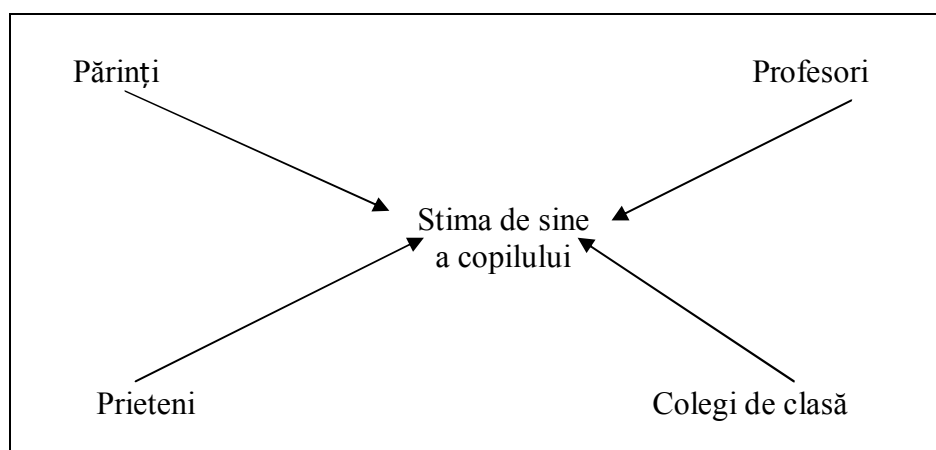 Părinți
Profesori
Stima de sine
a copilului
Prieteni
Colegi de clasă